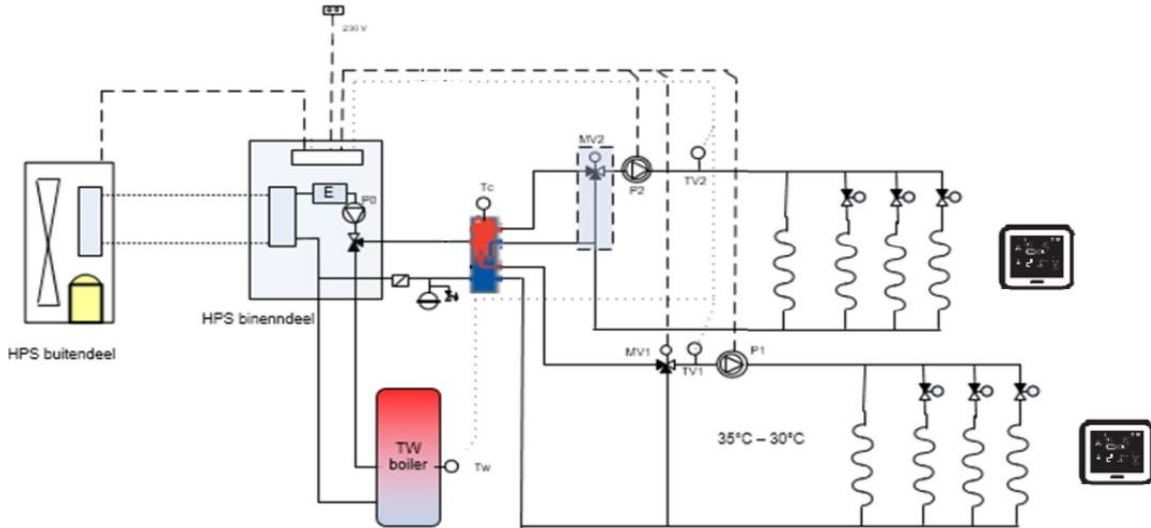 230 V
MV2
E
P0
Tc
P2
TV2
HPS binenndeel
HPS buitendeel
MV1
TV1
P1
TW
boiler
Tw
35°C – 30°C